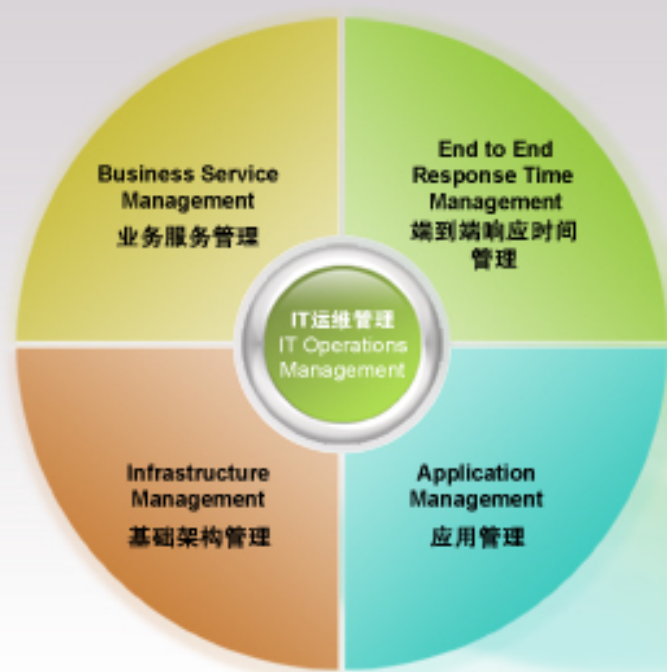 Business Service
Management
业务服务管理
End to End
Response Time
Management
端到端响应时间
管理
IT运维管理
IT Operations
Management
Infrastructure
Management
基础架构管理
Application
Management
应用管理